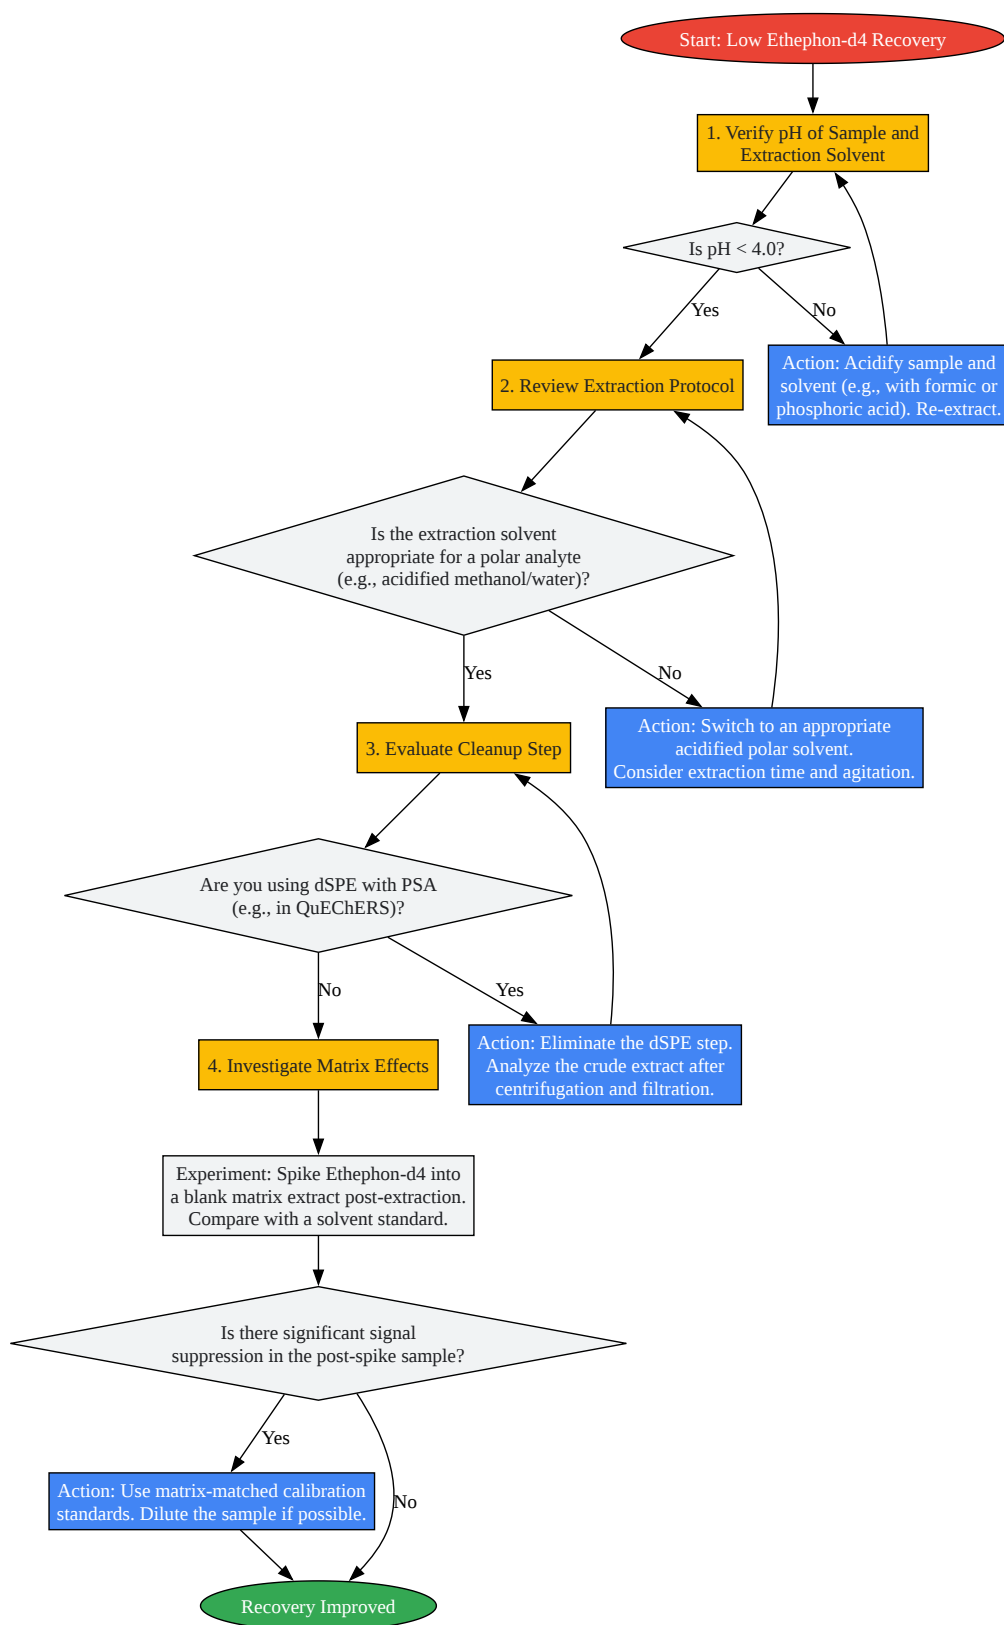 Start: Low Ethephon-d4 Recovery
1. Verify pH of Sample and
Extraction Solvent
Is pH < 4.0?
Yes
No
Action: Acidify sample and
solvent (e.g., with formic or
phosphoric acid). Re-extract.
2. Review Extraction Protocol
Is the extraction solvent
appropriate for a polar analyte
(e.g., acidified methanol/water)?
Yes
No
Action: Switch to an appropriate
acidified polar solvent.
Consider extraction time and agitation.
3. Evaluate Cleanup Step
Are you using dSPE with PSA
(e.g., in QuEChERS)?
No
Yes
Action: Eliminate the dSPE step.
Analyze the crude extract after
centrifugation and filtration.
4. Investigate Matrix Effects
Experiment: Spike Ethephon-d4 into
a blank matrix extract post-extraction.
Compare with a solvent standard.
Is there significant signal
suppression in the post-spike sample?
Yes
No
Action: Use matrix-matched calibration
standards. Dilute the sample if possible.
Recovery Improved